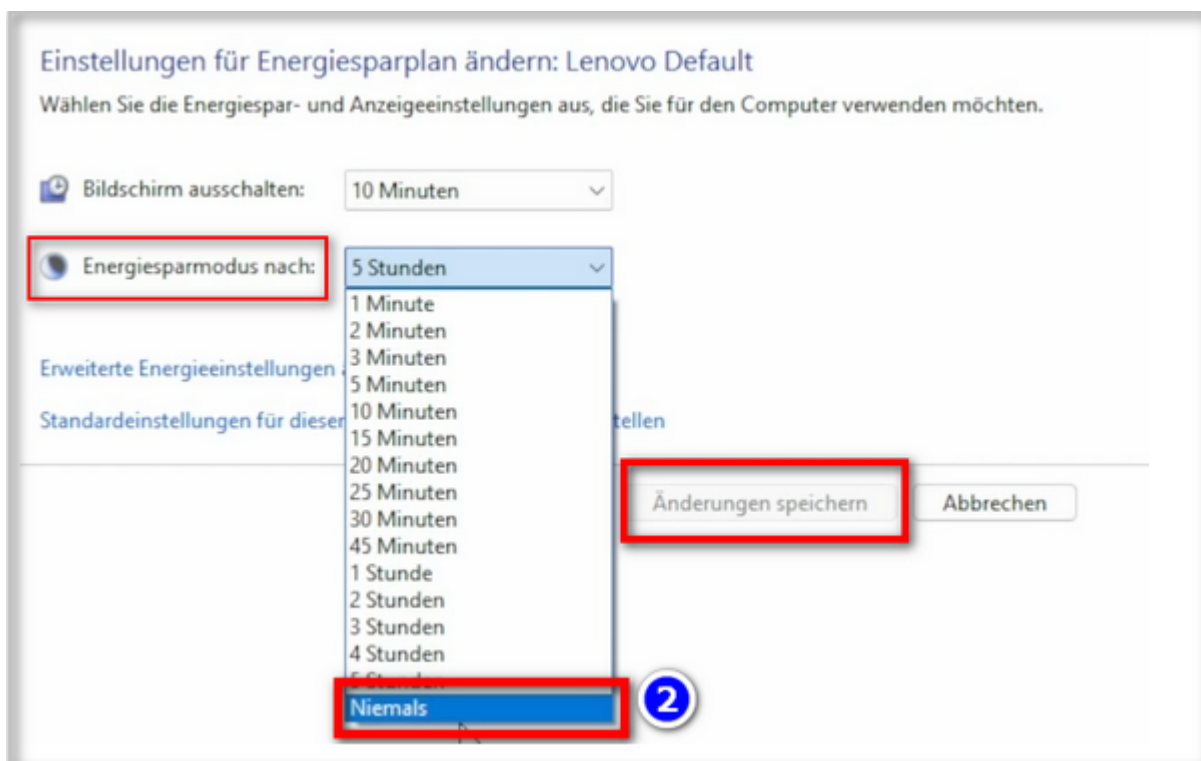 Einstellungen für Energiesparplan ändern: Lenovo Default
Wählen Sie die Energiespar- und Anzeigeeinstellungen aus, die Sie für den Computer verwenden möchten.
Bildschirm ausschalten: 10 Minuten
Energiesparmodus nach: 5 Stunden
1 Minute
2 Minuten
3 Minuten
Erweiterte Energieeinstellungen
5 Minuten
10 Minuten
Standardeinstellungen für diesen tellen
15 Minuten
20 Minuten
25 Minuten
Änderungen speichern Abbrechen
30 Minuten
45 Minuten
1 Stunde
2 Stunden
3 Stunden
4 Stunden
5 Stunden
Niemals 2